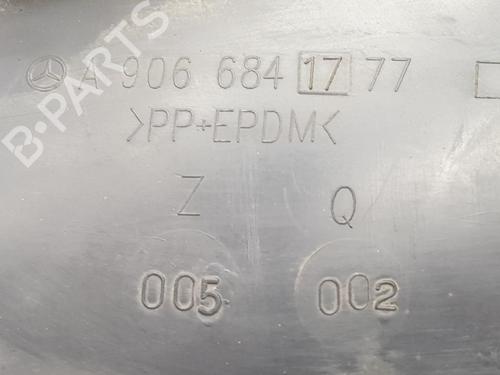 A 906 684 17 77
>PP+EPDM<
Z Q
005 002
B-PARTS